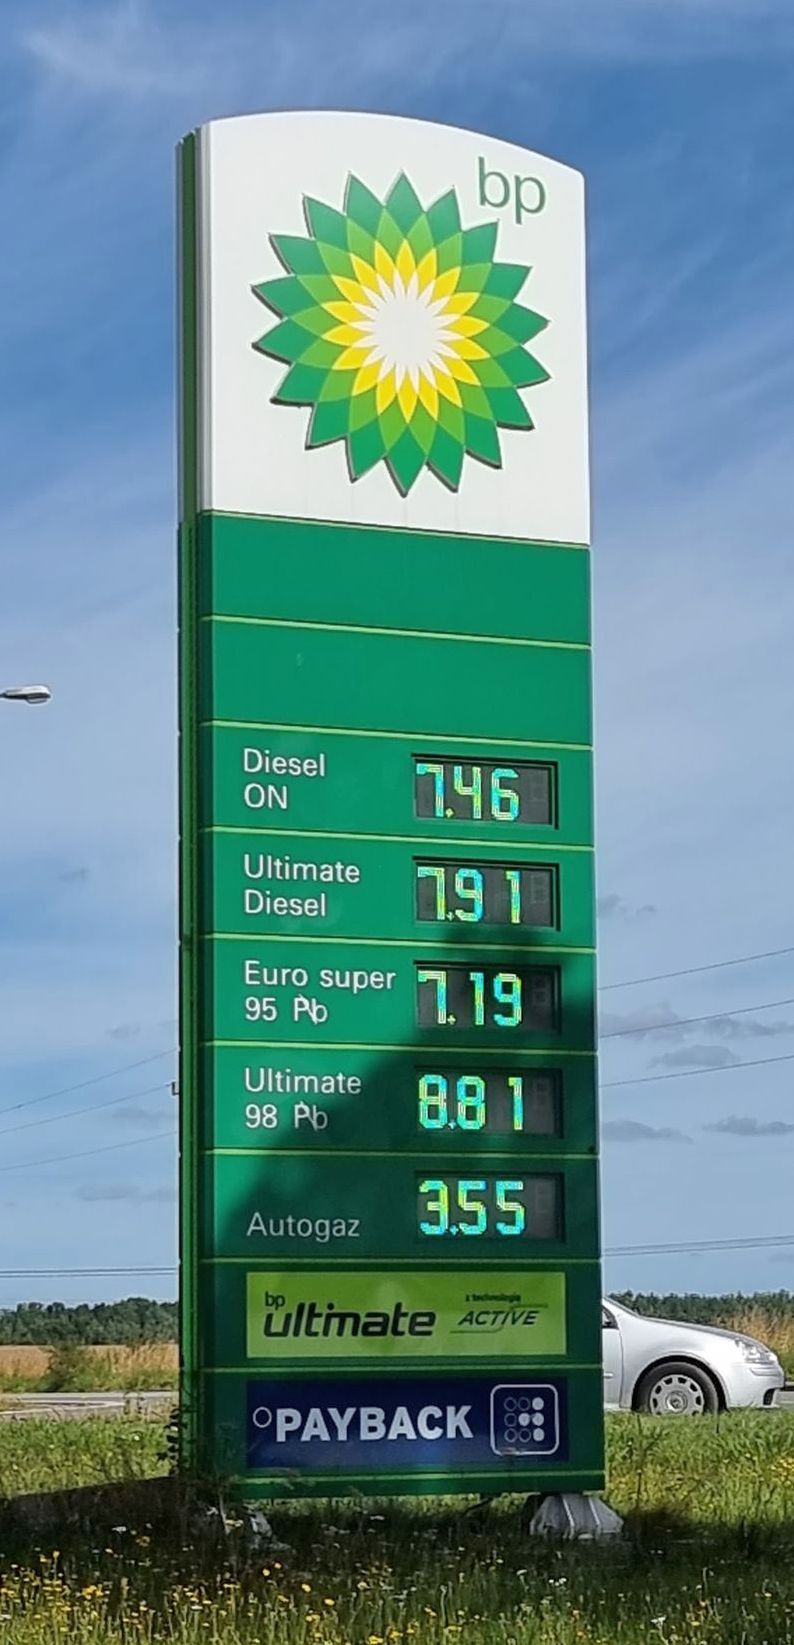 bp
Diesel
ON
7.46
Ultimate
Diesel
7.91
Euro super
95 Pb
7.19
Ultimate
98 Pb
8.81
Autogaz
3.55
bp
ultimate
z technologią
ACTIVE
°PAYBACK